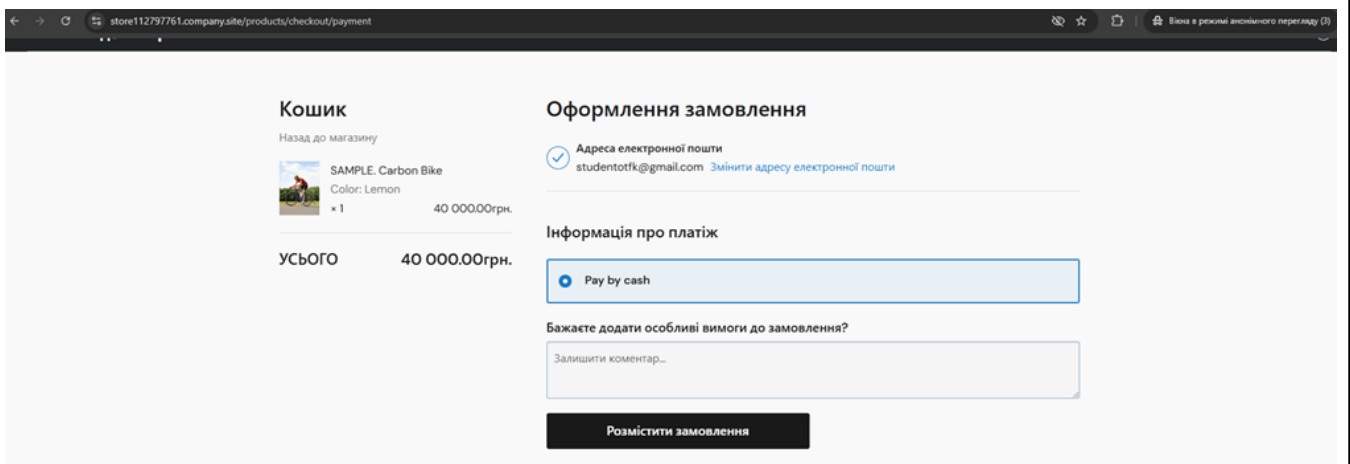 store112797761.company.site/products/checkout/payment
Вікна в режимі анонімного перегляду (3)
Кошик
Назад до магазину
SAMPLE. Carbon Bike
Color: Lemon
× 1 40 000.00грн.
УСЬОГО 40 000.00грн.
Оформлення замовлення
Адреса електронної пошти
studentotfk@gmail.com Змінити адресу електронної пошти
Інформація про платіж
Pay by cash
Бажаєте додати особливі вимоги до замовлення?
Залишити коментар...
Розмістити замовлення